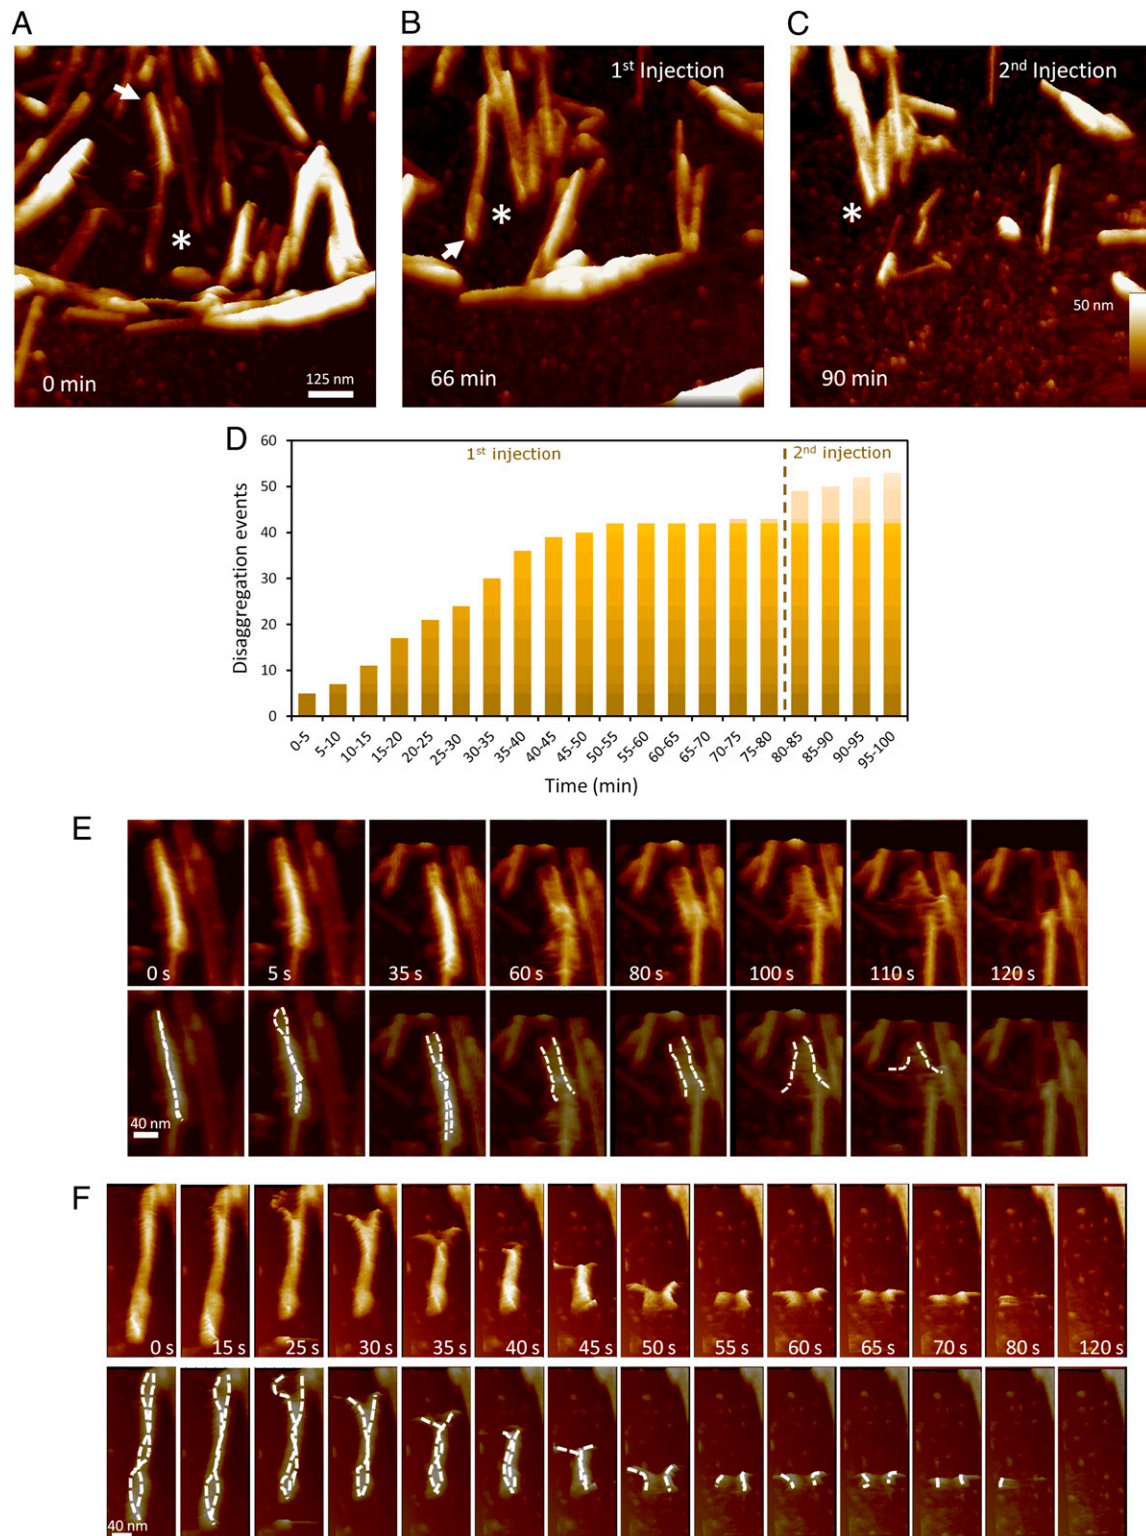 A
B
C
1st Injection
2nd Injection
*
*
*
50 nm
0 min
125 nm
66 min
90 min
D
60
50
40
30
20
10
0
Disaggregation events
1st injection
2nd injection
0-5
5-10
10-15
15-20
20-25
25-30
30-35
35-40
40-45
45-50
50-55
55-60
60-65
65-70
70-75
75-80
80-85
85-90
90-95
95-100
Time (min)
E
0 s
5 s
35 s
60 s
80 s
100 s
110 s
120 s
40 nm
F
0 s
15 s
25 s
30 s
35 s
40 s
45 s
50 s
55 s
60 s
65 s
70 s
80 s
120 s
40 nm